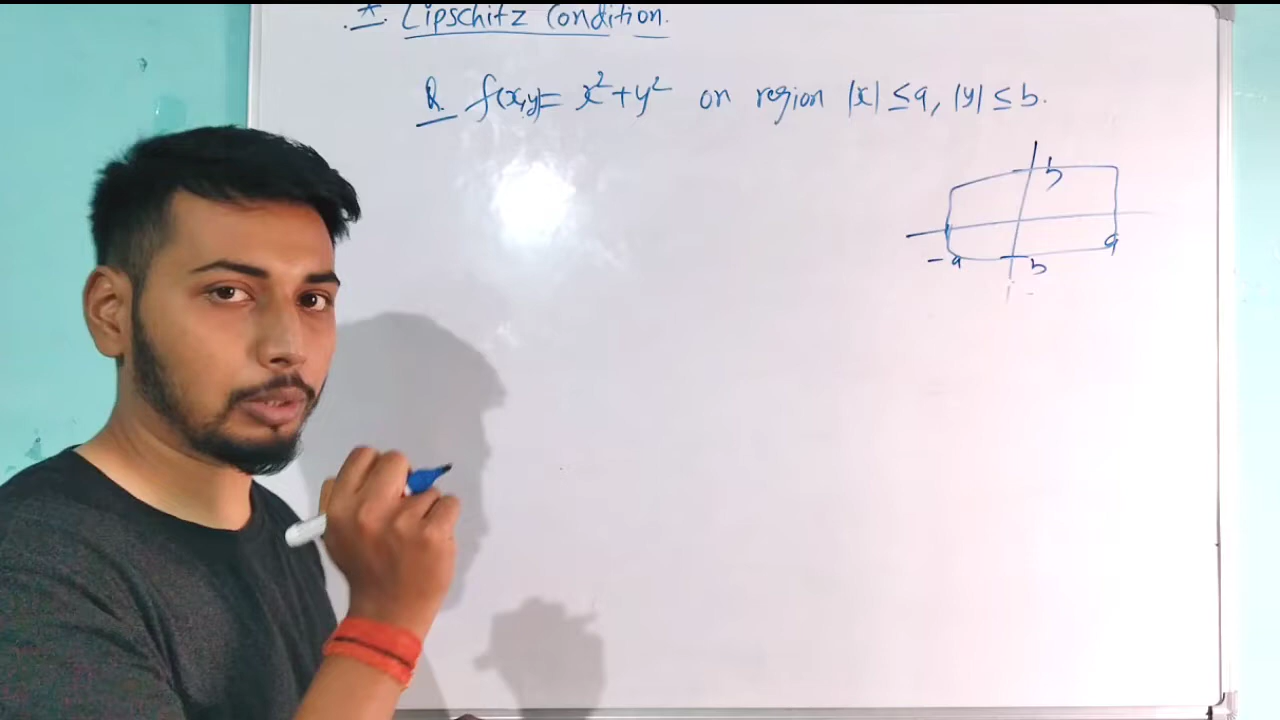 * Lipschitz Condition.
Q. f(x,y)= x²+y² on region |x| ≤ a, |y| ≤ b.
b
a
-a
b